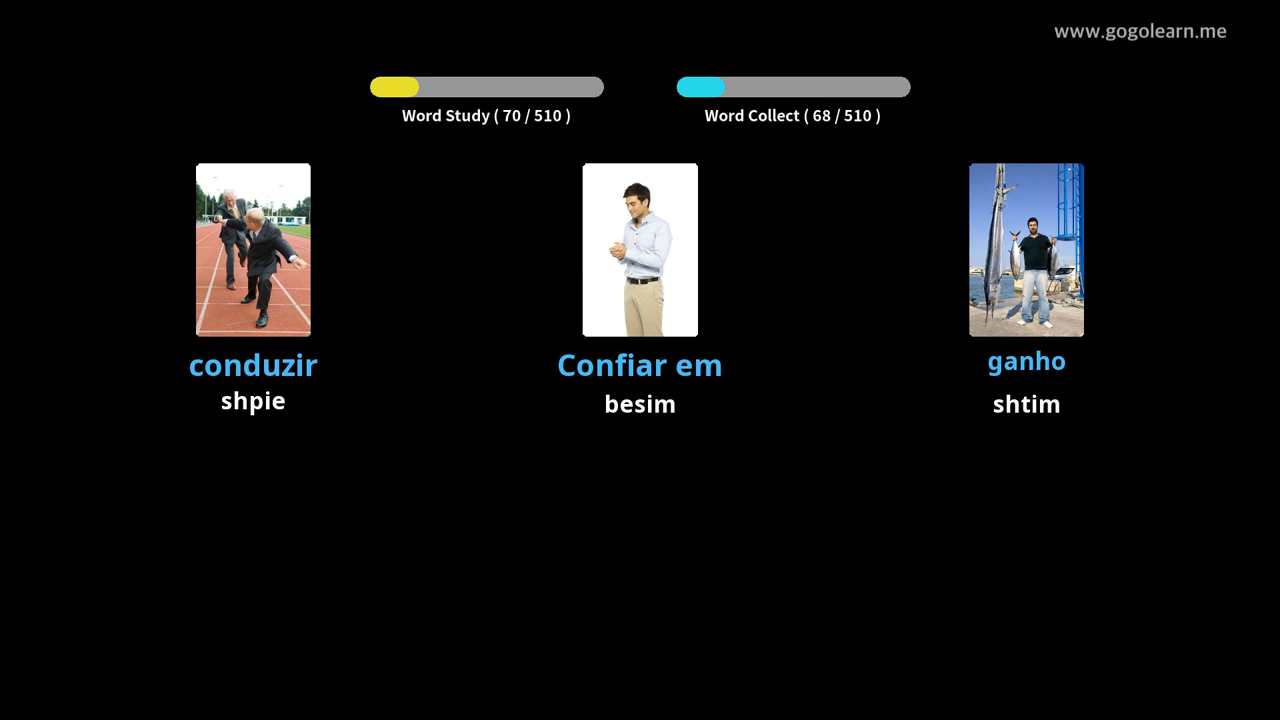 www.gogolearn.me
Word Study ( 70 / 510 )
Word Collect ( 68 / 510 )
conduzir
shpie
Confiar em
besim
ganho
shtim